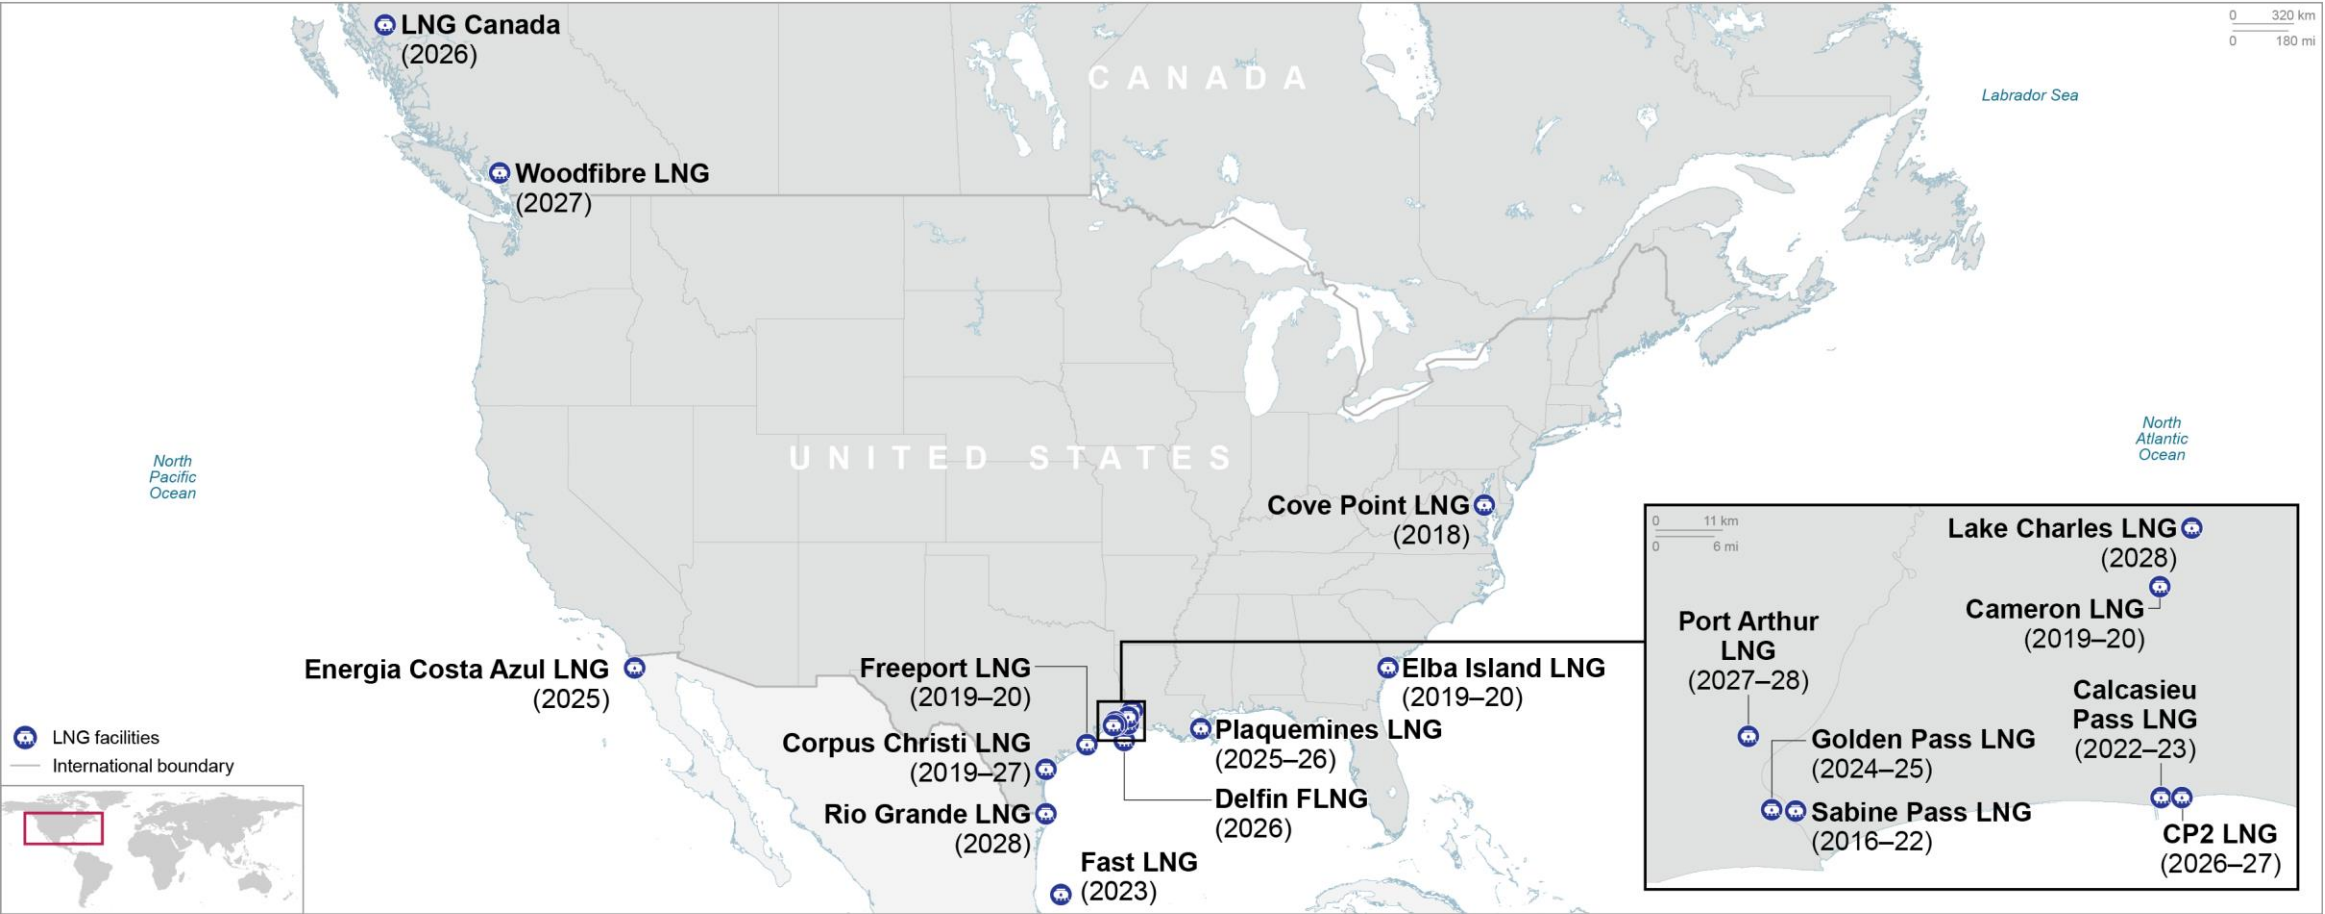 LNG Canada
(2026)
CANADA
0 320 km
0 180 mi
Labrador Sea
Woodfibre LNG
(2027)
North
Pacific
Ocean
UNITED STATES
North
Atlantic
Ocean
Cove Point LNG
(2018)
Energia Costa Azul LNG
(2025)
Freeport LNG
(2019–20)
Elba Island LNG
(2019–20)
Plaquemines LNG
(2025–26)
Corpus Christi LNG
(2019–27)
Delfin FLNG
(2026)
Rio Grande LNG
(2028)
Fast LNG
(2023)
0 11 km
0 6 mi
Lake Charles LNG
(2028)
Cameron LNG
(2019–20)
Port Arthur
LNG
(2027–28)
Calcasieu
Pass LNG
(2022–23)
Golden Pass LNG
(2024–25)
Sabine Pass LNG
(2016–22)
CP2 LNG
(2026–27)
LNG facilities
International boundary